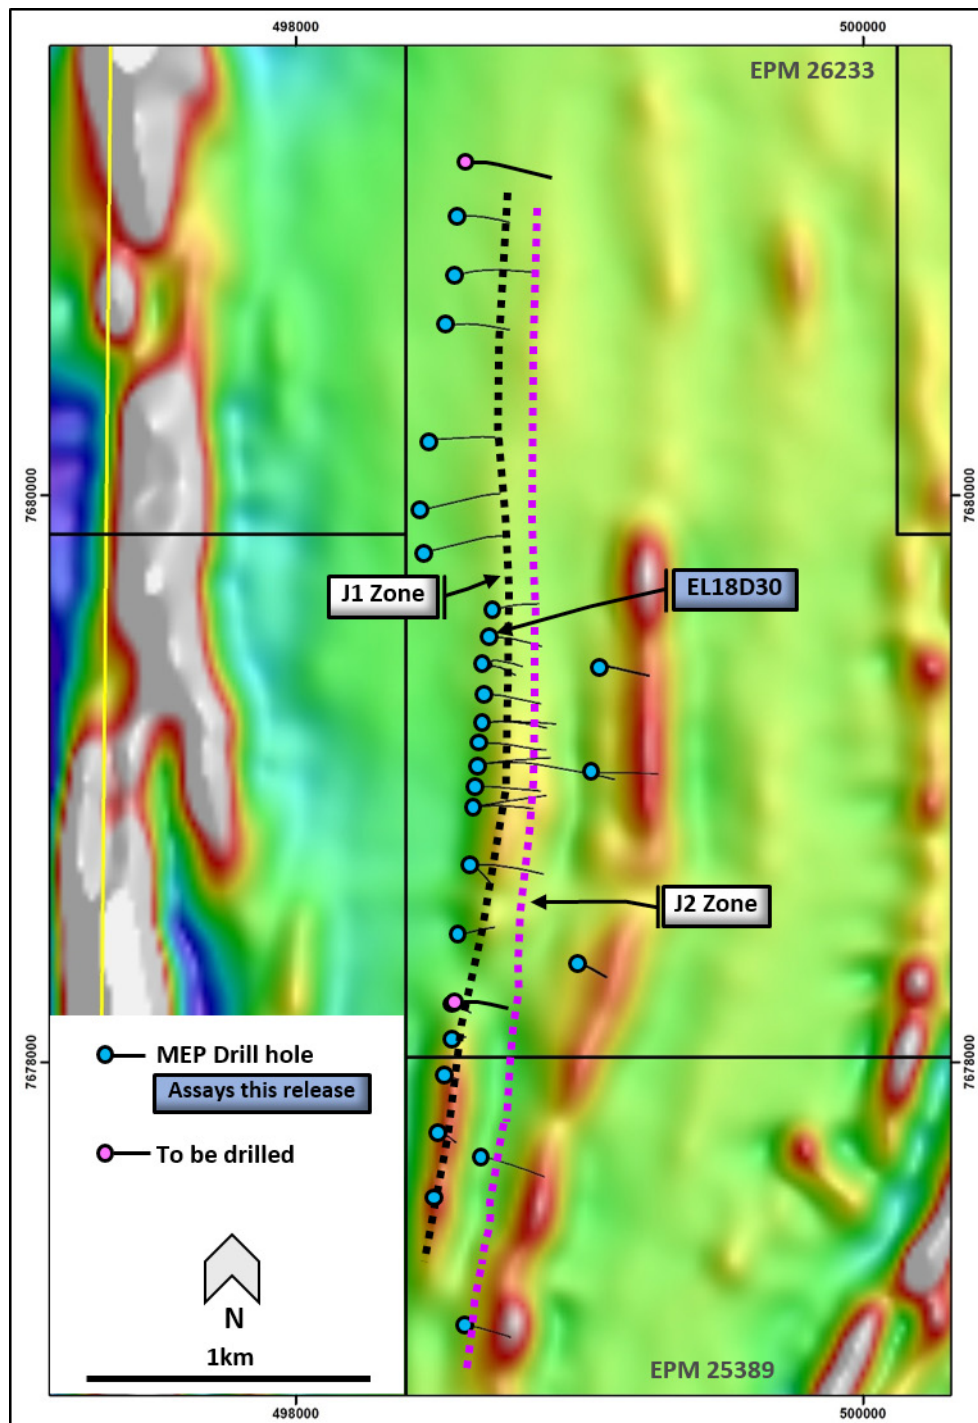 498000
500000
EPM 26233
7680000
7680000
J1 Zone
EL18D30
J2 Zone
MEP Drill hole
Assays this release
To be drilled
7678000
7678000
N
1km
EPM 25389
498000
500000